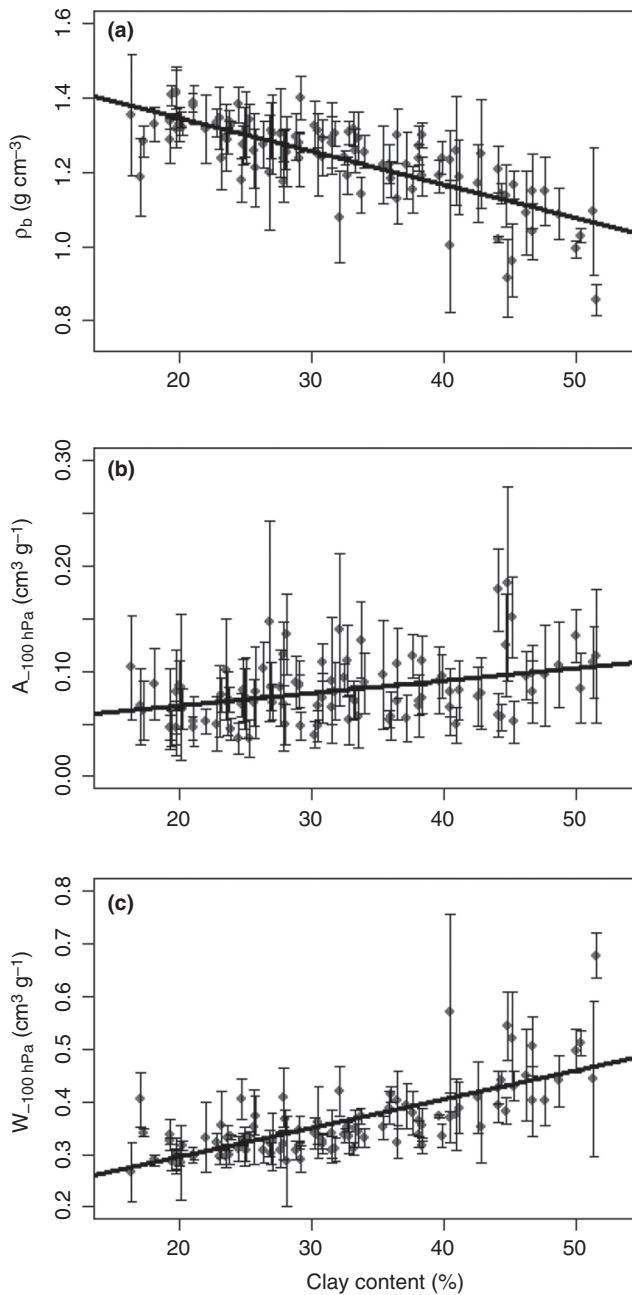 (a)
1.6
1.4
1.2
1.0
0.8
ρb (g cm–3)
20 30 40 50
(b)
0.30
0.20
0.10
0.00
A–100 hPa (cm3 g–1)
20 30 40 50
(c)
0.8
0.7
0.6
0.5
0.4
0.3
0.2
W–100 hPa (cm3 g–1)
20 30 40 50
Clay content (%)